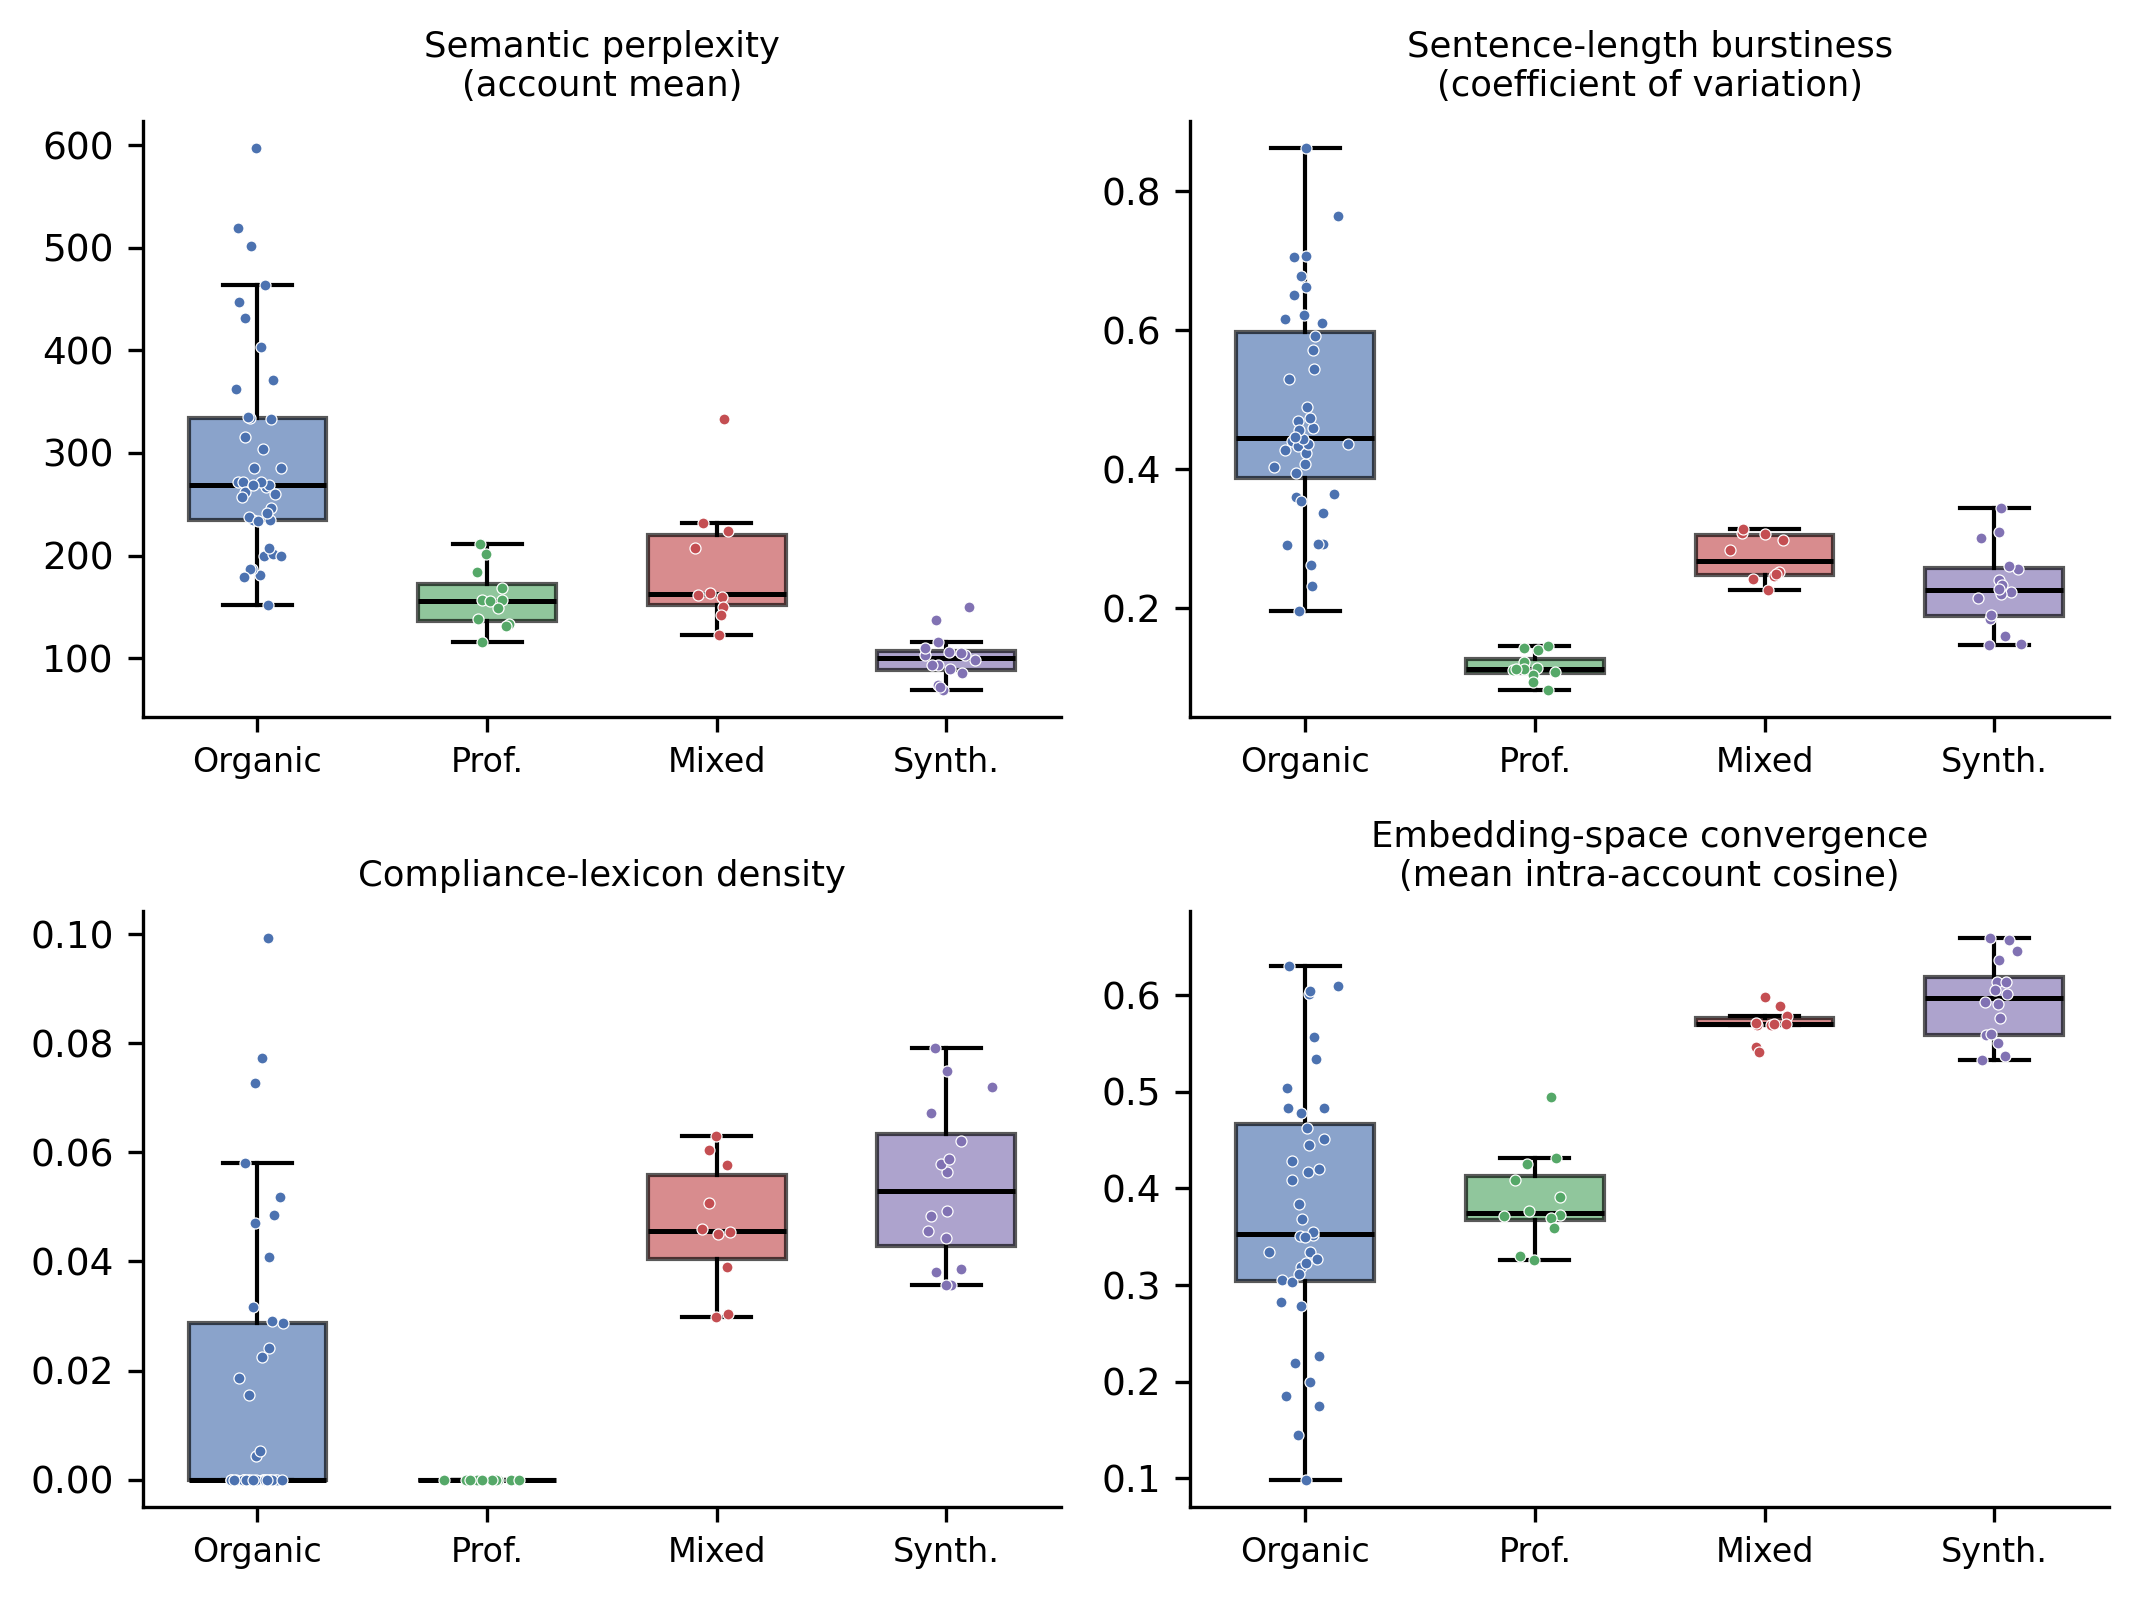 Semantic perplexity
(account mean)
600
500
400
300
200
100
Organic
Prof.
Mixed
Synth.
Sentence-length burstiness
(coefficient of variation)
0.8
0.6
0.4
0.2
Organic
Prof.
Mixed
Synth.
Compliance-lexicon density
0.10
0.08
0.06
0.04
0.02
0.00
Organic
Prof.
Mixed
Synth.
Embedding-space convergence
(mean intra-account cosine)
0.6
0.5
0.4
0.3
0.2
0.1
Organic
Prof.
Mixed
Synth.